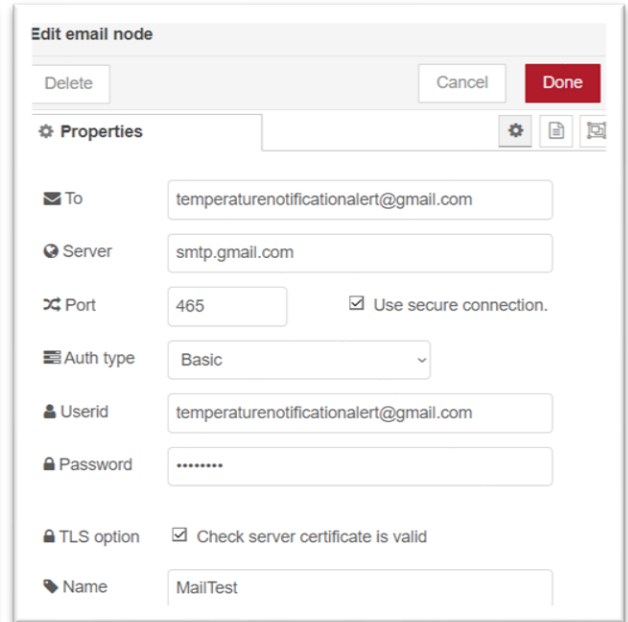 Edit email node
Delete Cancel Done
Properties
To temperaturenotificationalert@gmail.com
Server smtp.gmail.com
Port 465 Use secure connection.
Auth type Basic
Userid temperaturenotificationalert@gmail.com
Password ••••••••
TLS option Check server certificate is valid
Name MailTest